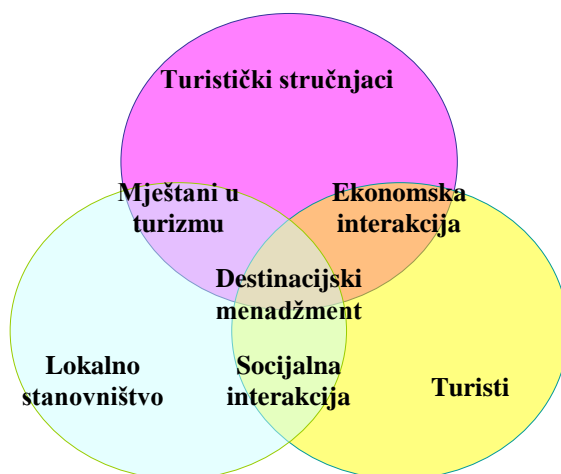 Turistički stručnjaci
Mještani u
turizmu
Ekonomska
interakcija
Destinacijski
menadžment
Lokalno
stanovništvo
Socijalna
interakcija
Turisti